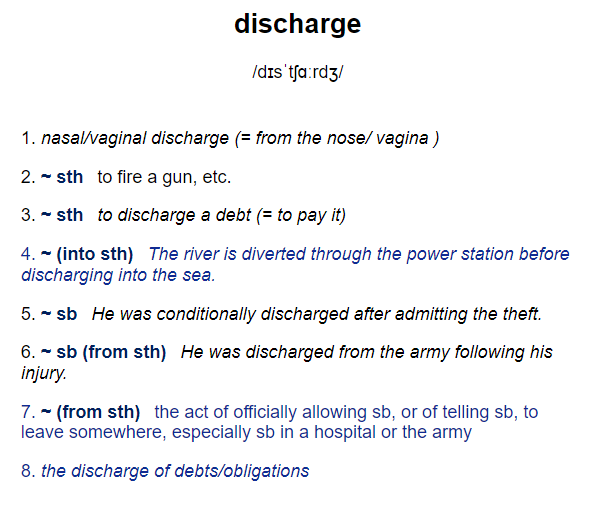 discharge
/dɪsˈtʃɑːrdʒ/
1. nasal/vaginal discharge (= from the nose/ vagina )
2. ~ sth to fire a gun, etc.
3. ~ sth to discharge a debt (= to pay it)
4. ~ (into sth) The river is diverted through the power station before
discharging into the sea.
5. ~ sb He was conditionally discharged after admitting the theft.
6. ~ sb (from sth) He was discharged from the army following his
injury.
7. ~ (from sth) the act of officially allowing sb, or of telling sb, to
leave somewhere, especially sb in a hospital or the army
8. the discharge of debts/obligations